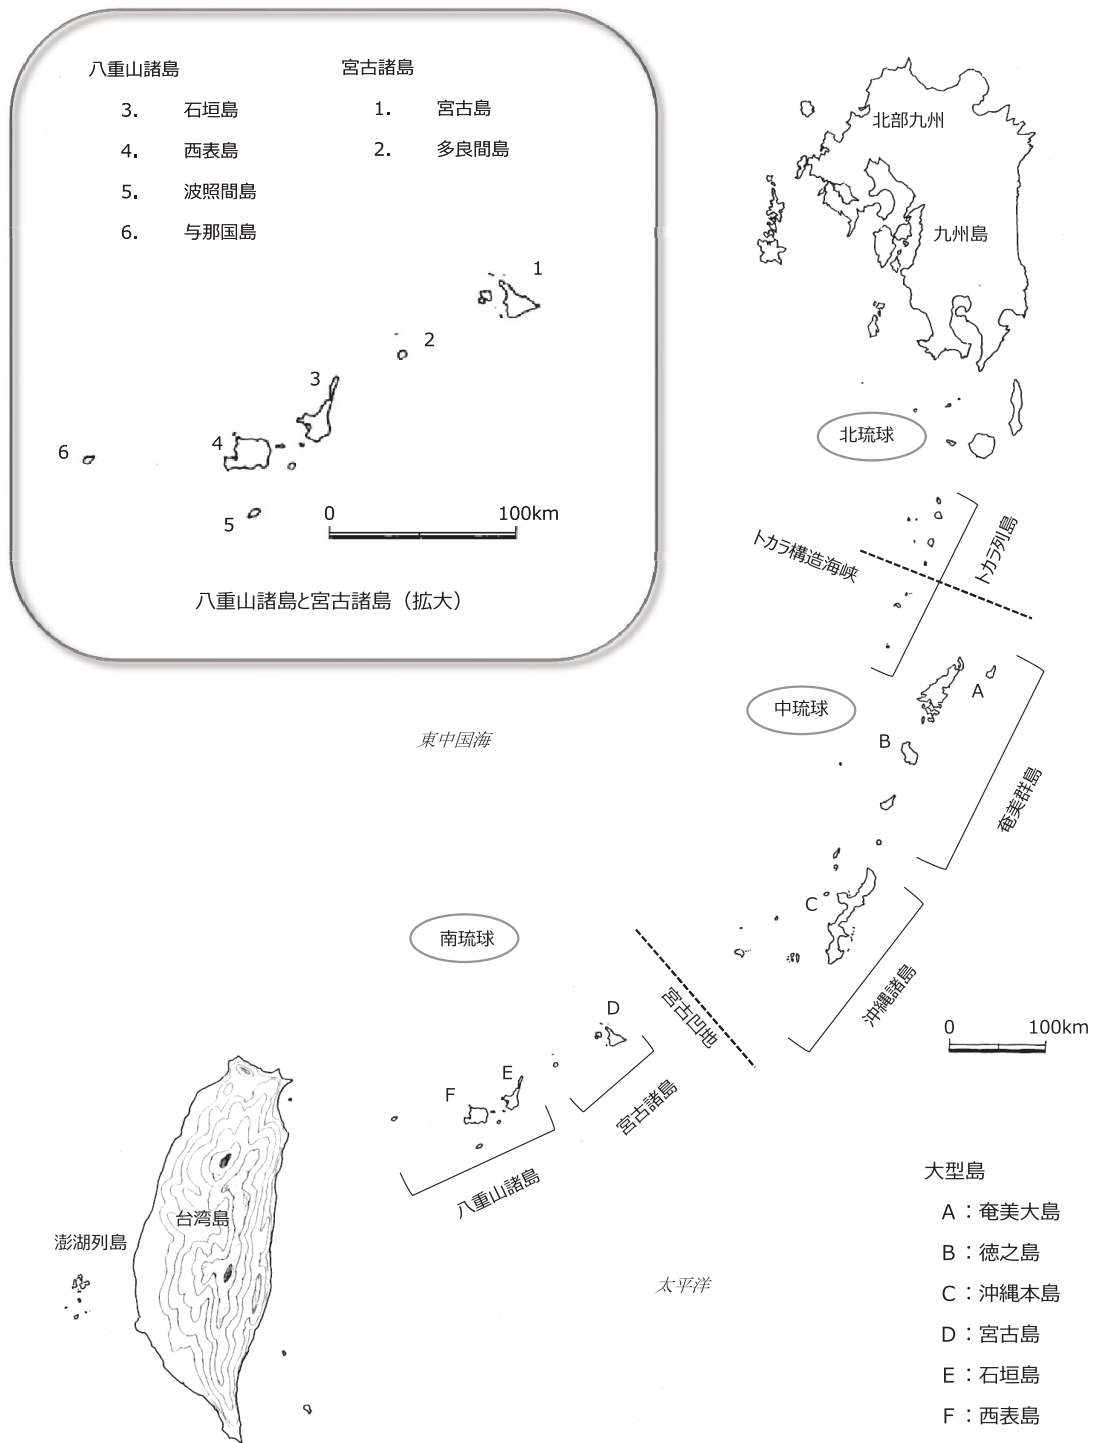 八重山諸島
3. 石垣島
4. 西表島
5. 波照間島
6. 与那国島
宮古諸島
1. 宮古島
2. 多良間島
1
2
3
4
5
6
0 100km
八重山諸島と宮古諸島（拡大）
北部九州
九州島
北琉球
トカラ列島
トカラ構造海峡
中琉球
A
B
奄美群島
東中国海
C
沖縄諸島
南琉球
宮古凹地
0 100km
D
宮古諸島
E
F
八重山諸島
台湾島
澎湖列島
太平洋
大型島
A：奄美大島
B：徳之島
C：沖縄本島
D：宮古島
E：石垣島
F：西表島